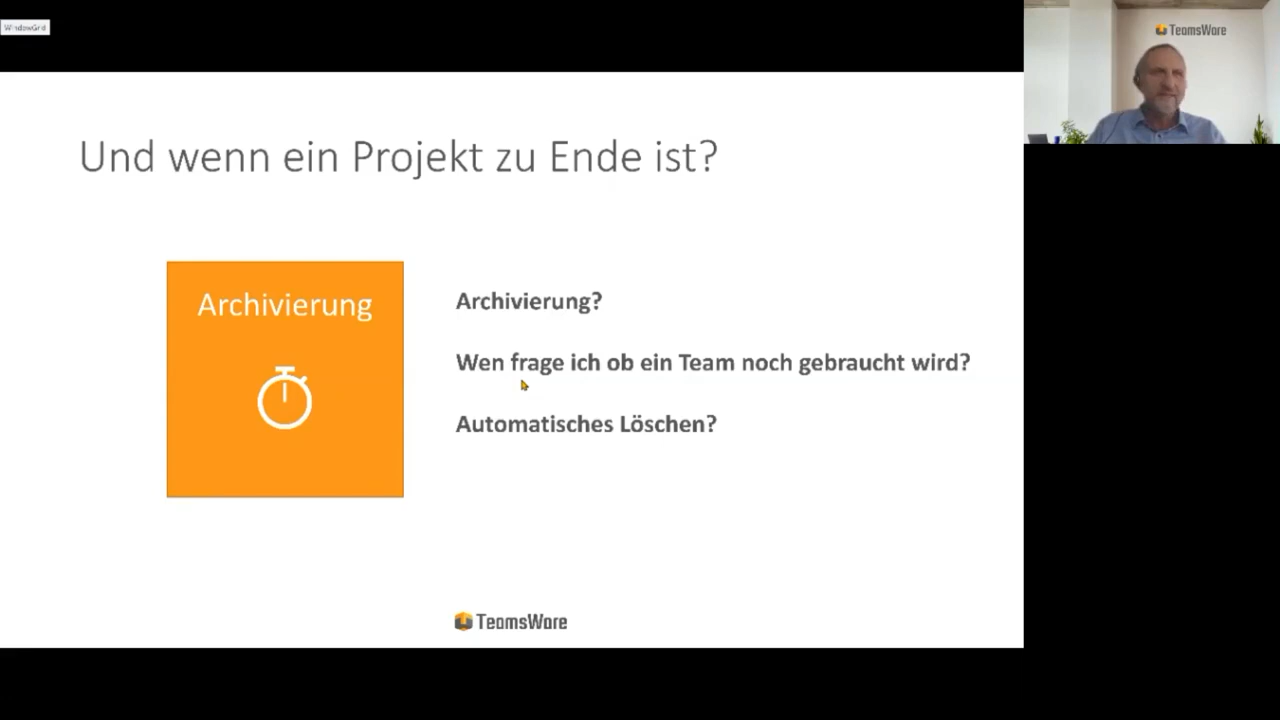 WindowGrid
TeamsWare
Und wenn ein Projekt zu Ende ist?
Archivierung
Archivierung?
Wen frage ich ob ein Team noch gebraucht wird?
Automatisches Löschen?
TeamsWare